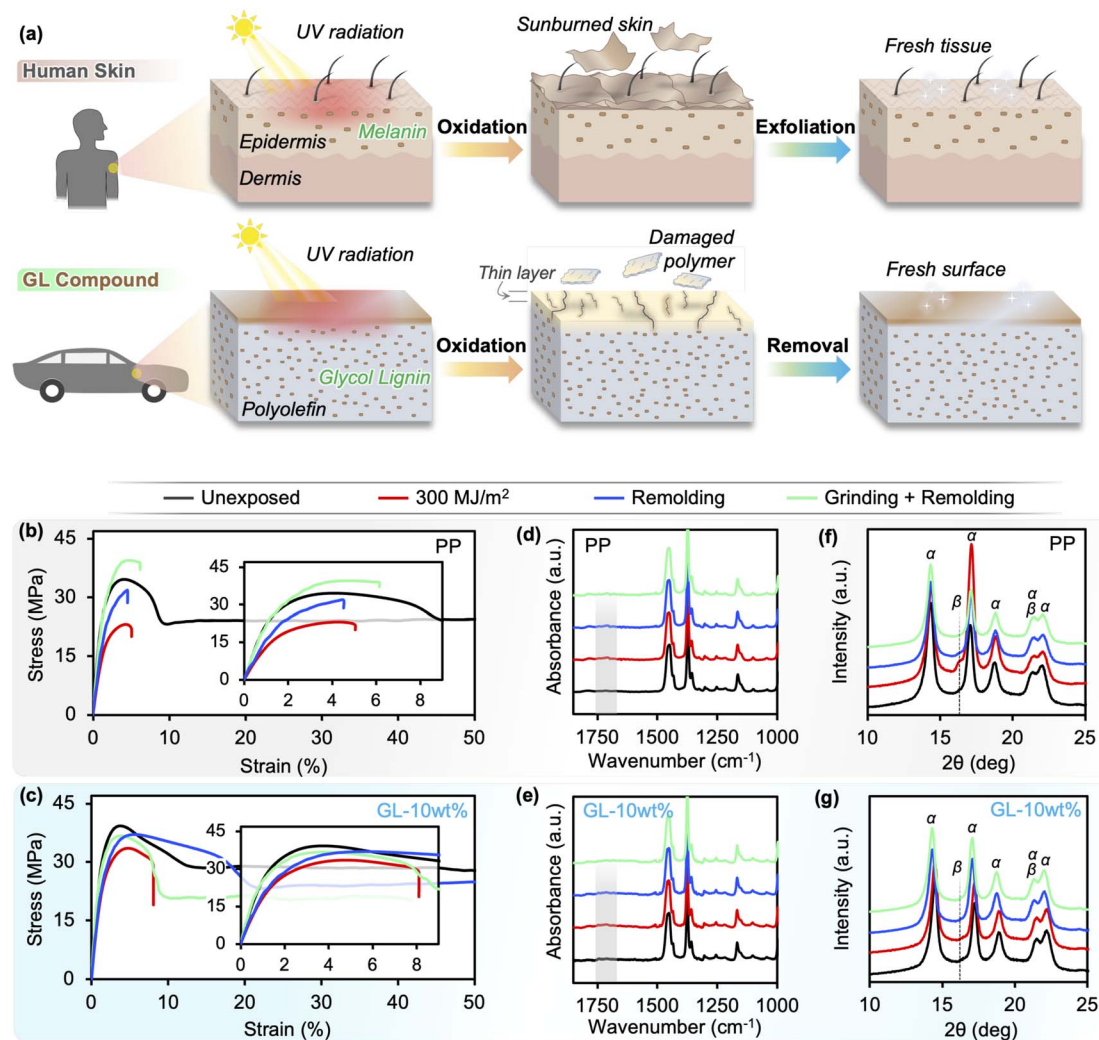 (a)
UV radiation
Sunburned skin
Fresh tissue
Human Skin
Melanin
Oxidation
Exfoliation
Epidermis
Dermis
UV radiation
Damaged
polymer
Fresh surface
GL Compound
Thin layer
Oxidation
Removal
Glycol Lignin
Polyolefin
Unexposed
300 MJ/m²
Remolding
Grinding + Remolding
(b)
PP
Stress (MPa)
45
30
15
0
0
10
20
30
40
50
Strain (%)
45
30
15
0
0
2
4
6
8
(d)
PP
Absorbance (a.u.)
1750
1500
1250
1000
Wavenumber (cm⁻¹)
(f)
PP
α
β
α
α
α
β
α
Intensity (a.u.)
10
15
20
25
2θ (deg)
(c)
GL-10wt%
Stress (MPa)
45
30
15
0
0
10
20
30
40
50
Strain (%)
45
30
15
0
0
2
4
6
8
(e)
GL-10wt%
Absorbance (a.u.)
1750
1500
1250
1000
Wavenumber (cm⁻¹)
(g)
GL-10wt%
α
β
α
α
α
β
α
Intensity (a.u.)
10
15
20
25
2θ (deg)